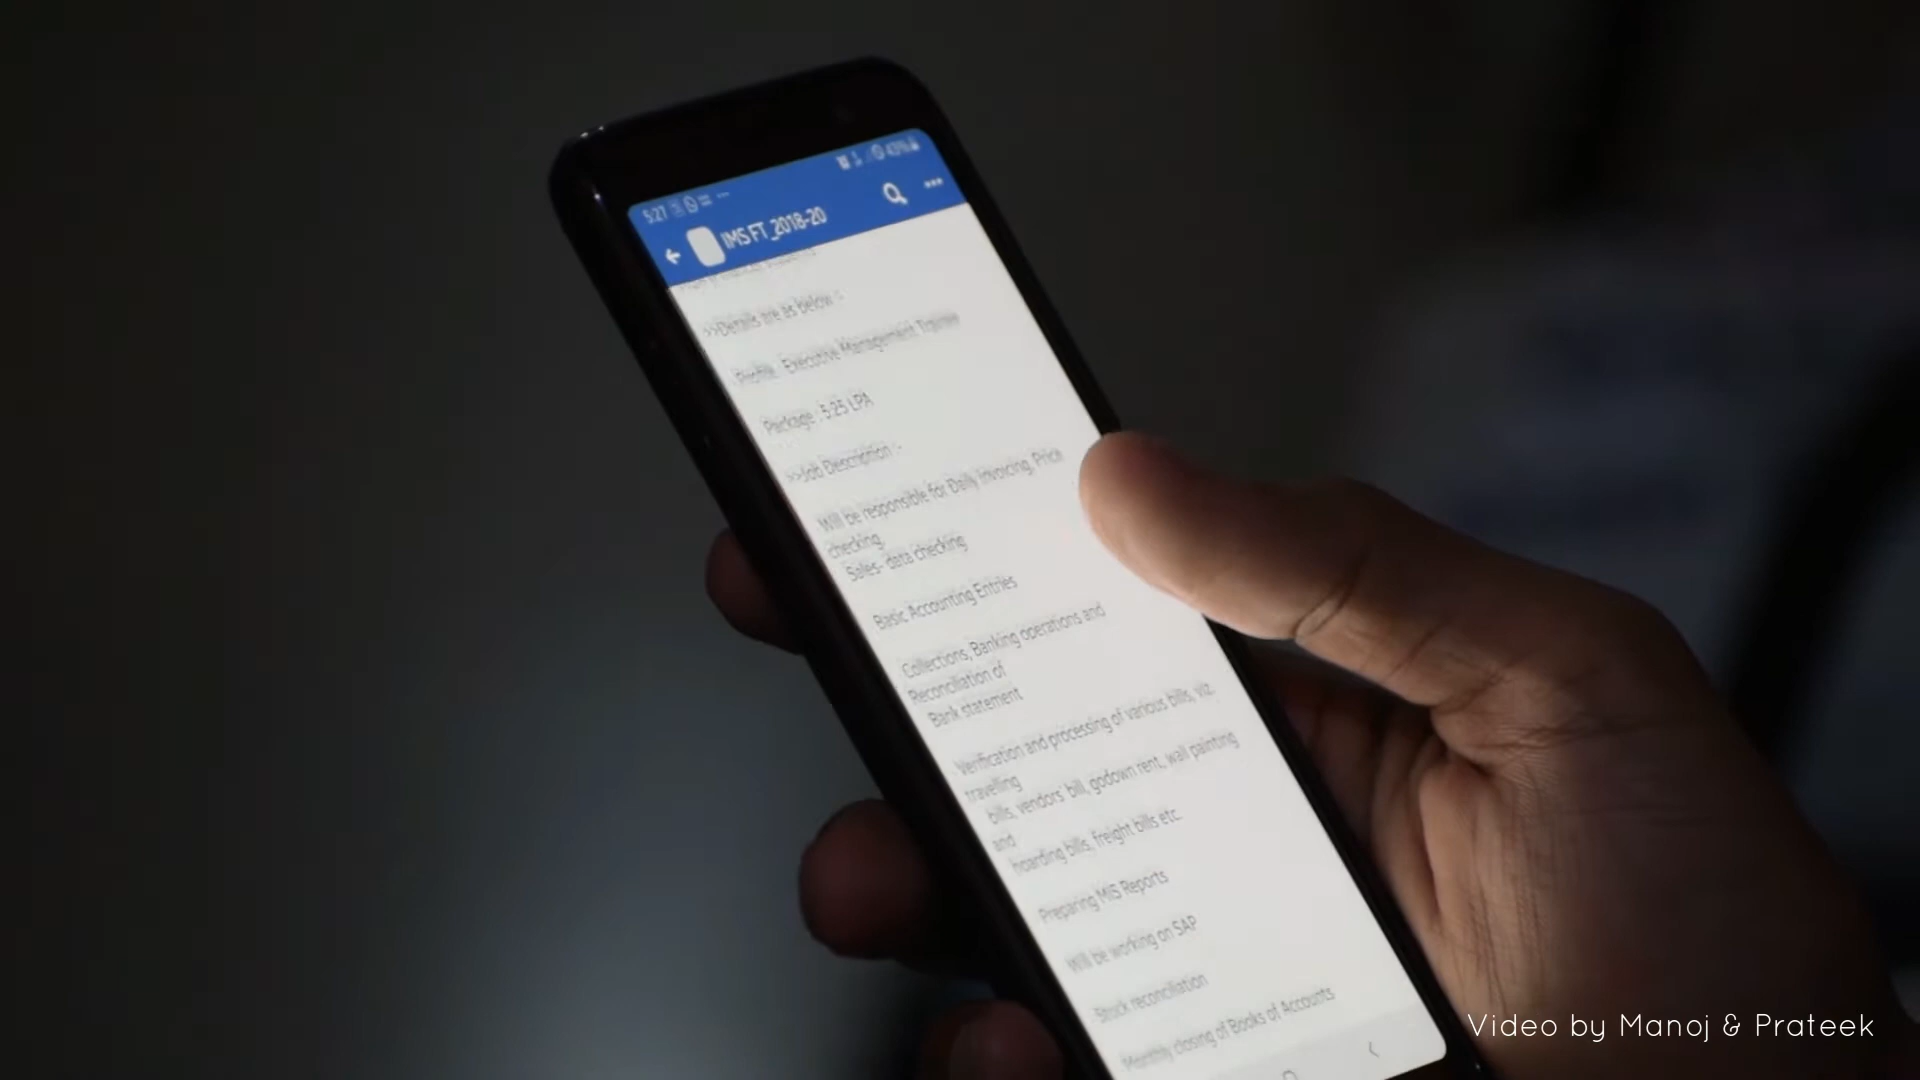 5:27
43%
IMS FT_2018-20
>>Details are as below :-
Profile : Executive Management Trainee
Package : 5.25 LPA
>>Job Description :-
Will be responsible for Daily Invoicing, Price
checking,
Sales- data checking
Basic Accounting Entries
Collections, Banking operations and
Reconciliation of
Bank statement
Verification and processing of various bills, viz.
travelling
bills, vendors' bill, godown rent, wall painting
and
hoarding bills, freight bills etc.
Preparing MIS Reports
Will be working on SAP
Stock reconciliation
Monthly closing of Books of Accounts
Video by Manoj & Prateek